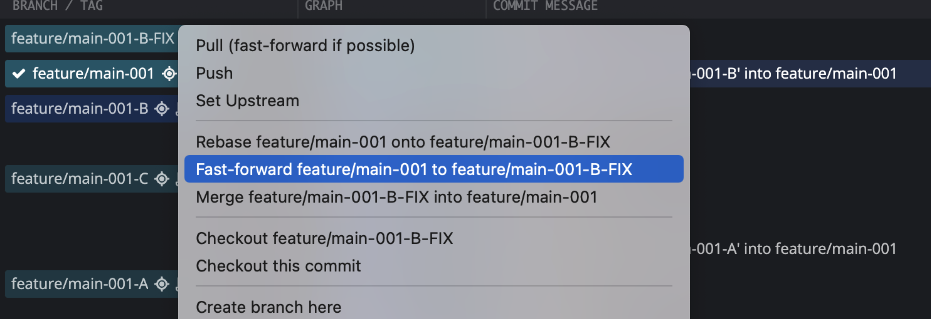 BRANCH / TAG
GRAPH
COMMIT MESSAGE
feature/main-001-B-FIX
Pull (fast-forward if possible)
feature/main-001
Push
-001-B' into feature/main-001
Set Upstream
feature/main-001-B
Rebase feature/main-001 onto feature/main-001-B-FIX
Fast-forward feature/main-001 to feature/main-001-B-FIX
feature/main-001-C
Merge feature/main-001-B-FIX into feature/main-001
Checkout feature/main-001-B-FIX
-001-A' into feature/main-001
Checkout this commit
feature/main-001-A
Create branch here